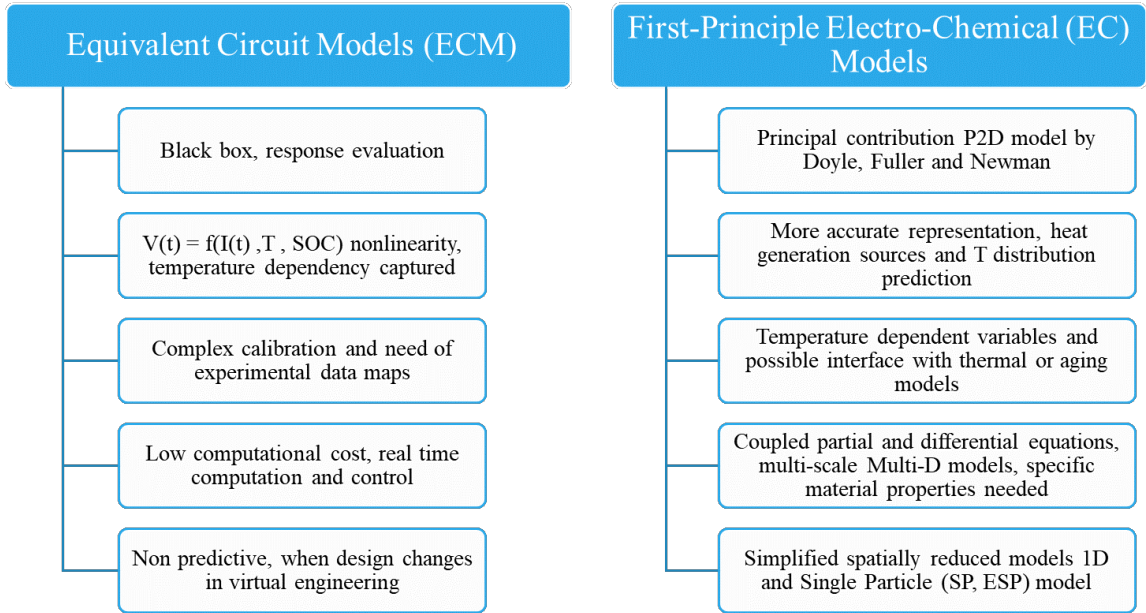 Equivalent Circuit Models (ECM)
Black box, response evaluation
V(t) = f(I(t) ,T , SOC) nonlinearity,
temperature dependency captured
Complex calibration and need of
experimental data maps
Low computational cost, real time
computation and control
Non predictive, when design changes
in virtual engineering
First-Principle Electro-Chemical (EC)
Models
Principal contribution P2D model by
Doyle, Fuller and Newman
More accurate representation, heat
generation sources and T distribution
prediction
Temperature dependent variables and
possible interface with thermal or aging
models
Coupled partial and differential equations,
multi-scale Multi-D models, specific
material properties needed
Simplified spatially reduced models 1D
and Single Particle (SP, ESP) model